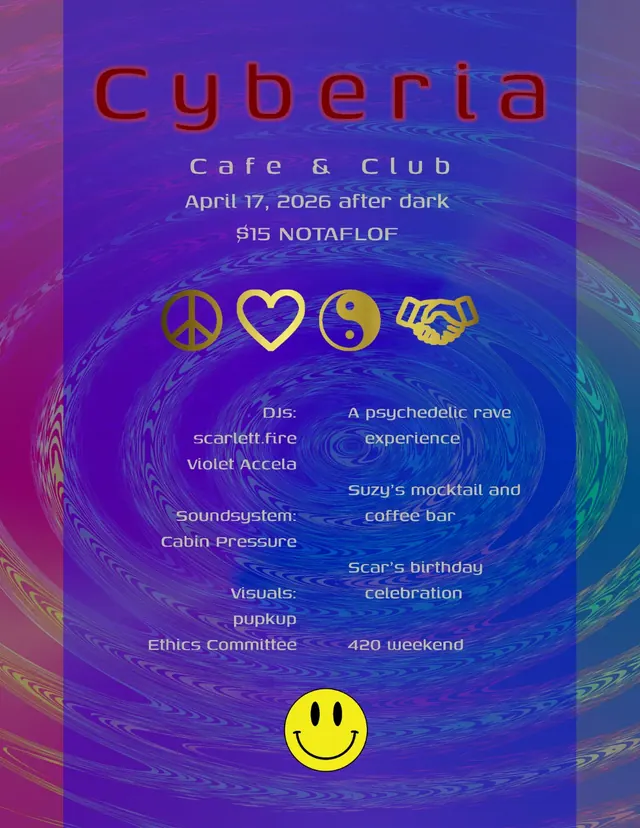 Cyberia
Cafe & Club
April 17, 2026 after dark
$15 NOTAFLOF
DJs:
scarlett.fire
Violet Accela
Soundsystem:
Cabin Pressure
Visuals:
pupkup
Ethics Committee
A psychedelic rave
experience
Suzy's mocktail and
coffee bar
Scar's birthday
celebration
420 weekend